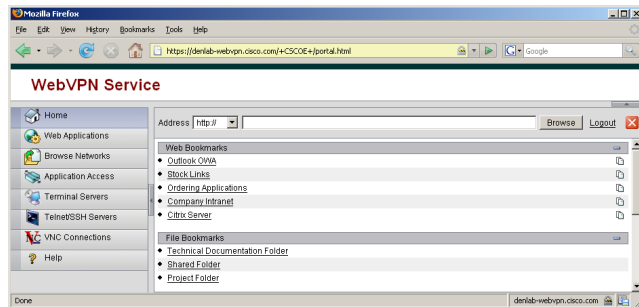 Mozilla Firefox
File Edit View History Bookmarks Tools Help
https://denlab-webvpn.cisco.com/+CSCOE+/portal.html
G Google
WebVPN Service
Home
Web Applications
Browse Networks
Application Access
Terminal Servers
Telnet/SSH Servers
VNC Connections
Help
Address http:// Browse Logout
Web Bookmarks
Outlook OWA
Stock Links
Ordering Applications
Company Intranet
Citrix Server
File Bookmarks
Technical Documentation Folder
Shared Folder
Project Folder
Done denlab-webvpn.cisco.com